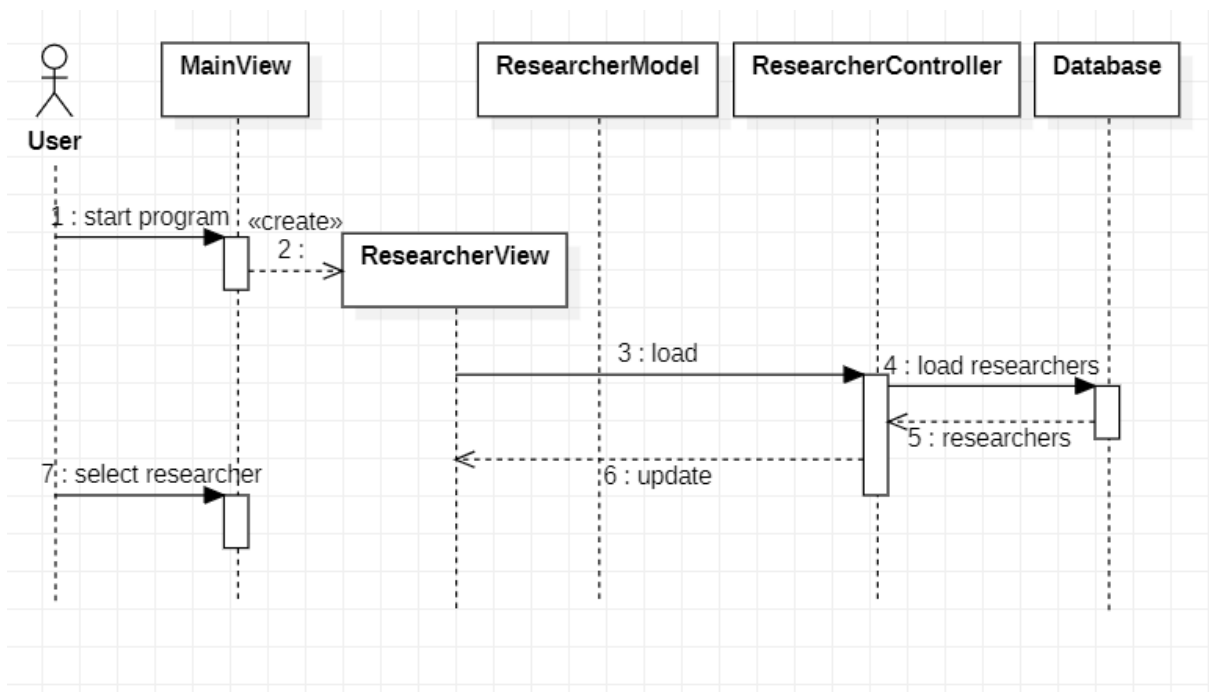 MainView
ResearcherModel
ResearcherController
Database
User
1 : start program
«create»
2 :
ResearcherView
3 : load
4 : load researchers
5 : researchers
6 : update
7 : select researcher